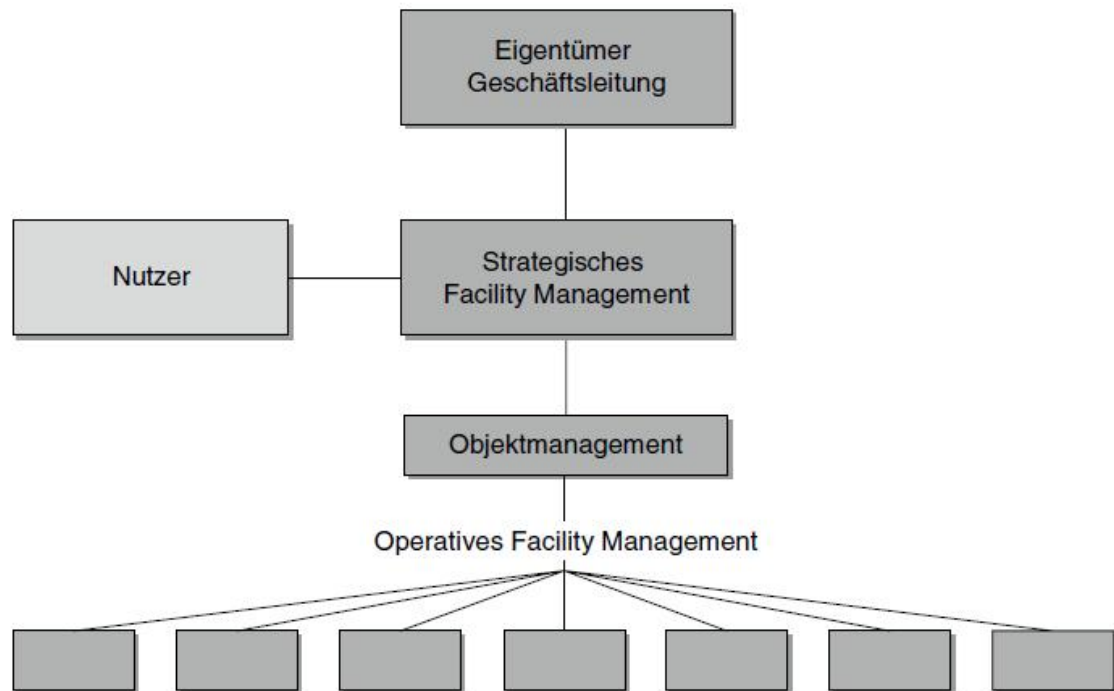 Eigentümer
Geschäftsleitung
Nutzer
Strategisches
Facility Management
Objektmanagement
Operatives Facility Management